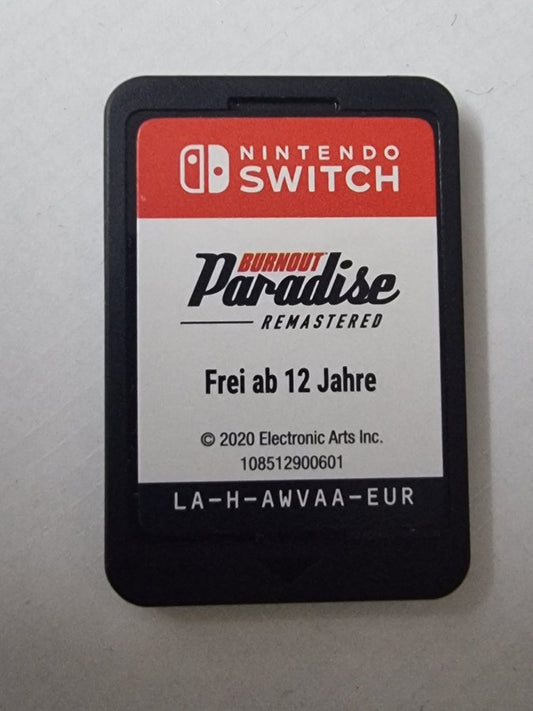 NINTENDO
SWITCH
BURNOUT
Paradise
REMASTERED
Frei ab 12 Jahre
© 2020 Electronic Arts Inc.
108512900601
LA-H-AWVAA-EUR